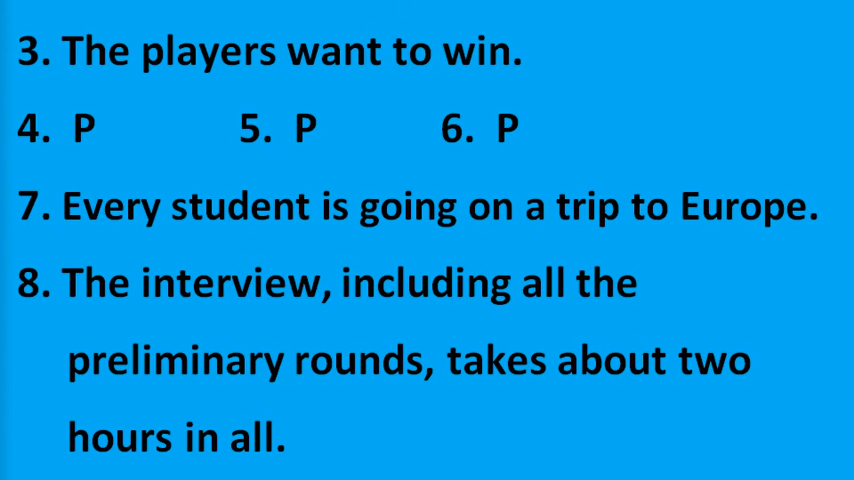 3. The players want to win.
4. P 5. P 6. P
7. Every student is going on a trip to Europe.
8. The interview, including all the
preliminary rounds, takes about two
hours in all.